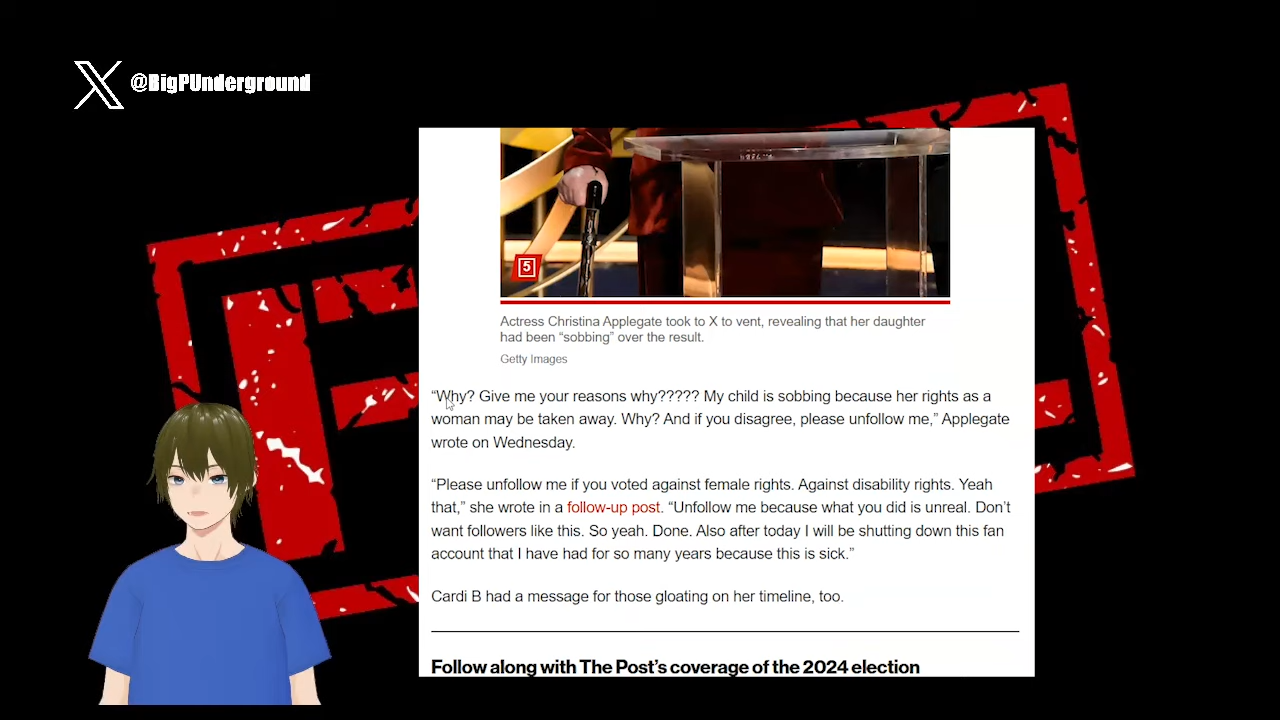 X @BigPUnderground
5
Actress Christina Applegate took to X to vent, revealing that her daughter
had been “sobbing” over the result.
Getty Images
“Why? Give me your reasons why????? My child is sobbing because her rights as a
woman may be taken away. Why? And if you disagree, please unfollow me,” Applegate
wrote on Wednesday.
“Please unfollow me if you voted against female rights. Against disability rights. Yeah
that,” she wrote in a follow-up post. “Unfollow me because what you did is unreal. Don’t
want followers like this. So yeah. Done. Also after today I will be shutting down this fan
account that I have had for so many years because this is sick.”
Cardi B had a message for those gloating on her timeline, too.
Follow along with The Post’s coverage of the 2024 election